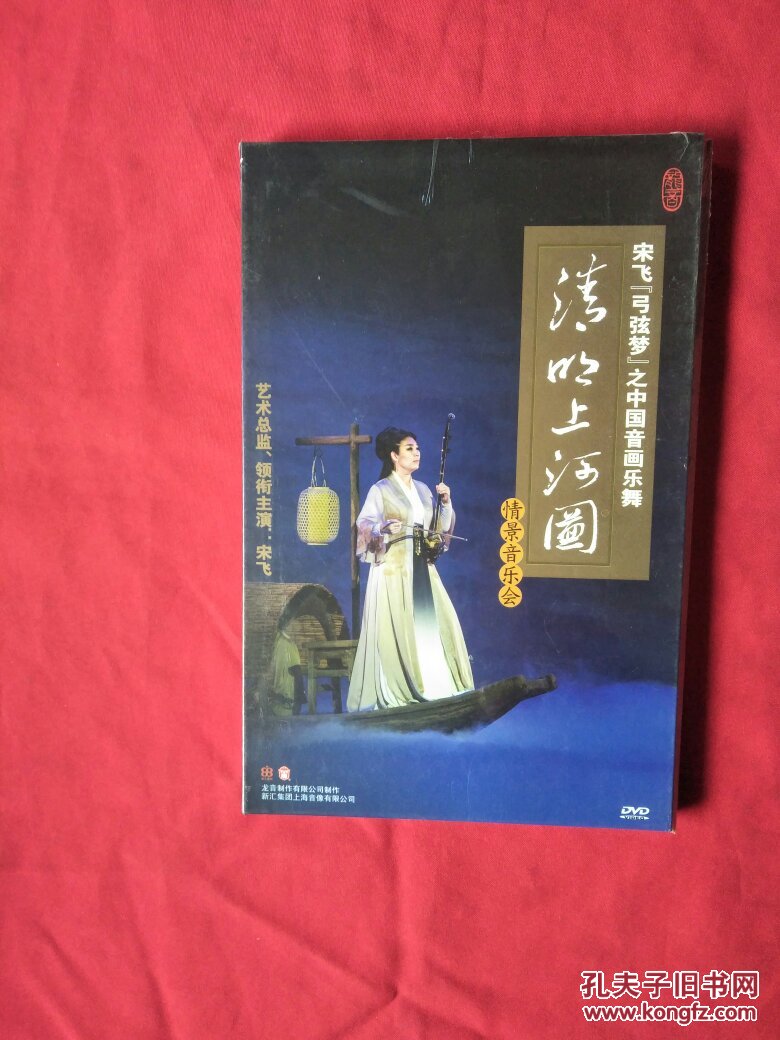 宋飞『弓弦梦』之中国音画乐舞
清明上河圖
情景音乐会
艺术总监、领衔主演：宋飞
龙音制作有限公司制作
新汇集团上海音像有限公司
DVD
VIDEO
孔夫子旧书网
www.kongfz.com